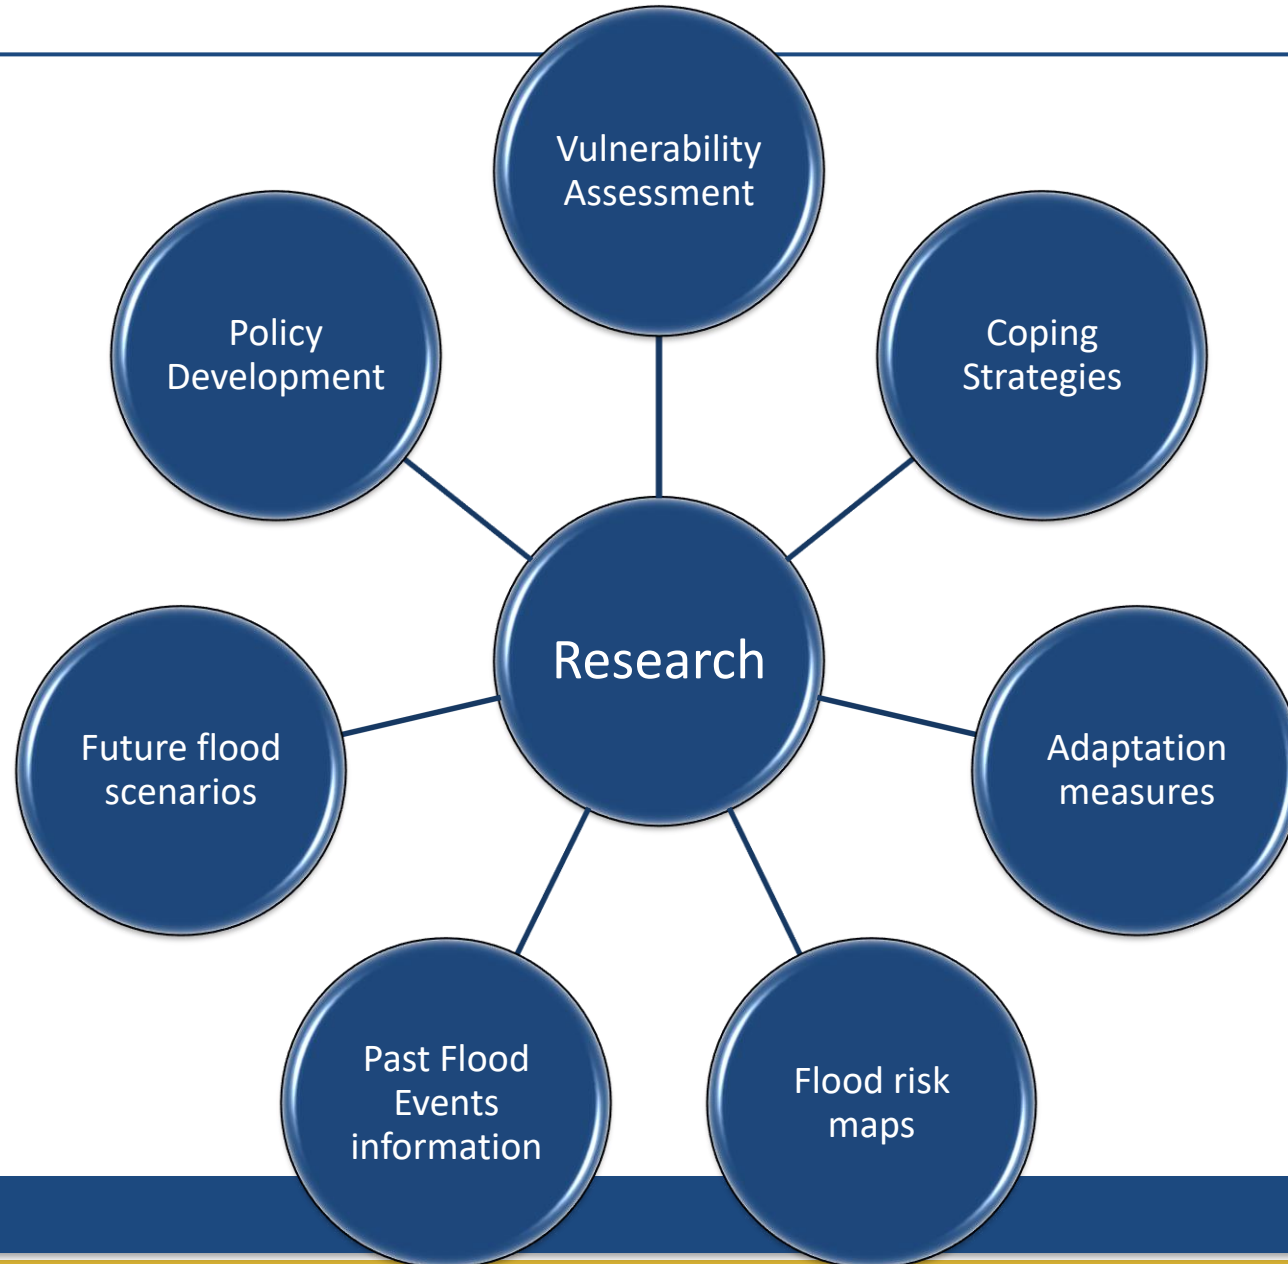 Vulnerability
Assessment
Policy
Development
Coping
Strategies
Research
Future flood
scenarios
Adaptation
measures
Past Flood
Events
information
Flood risk
maps